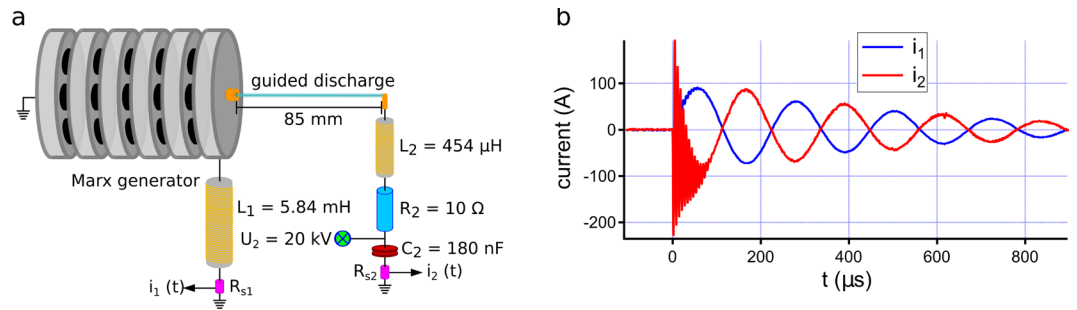 a
guided discharge
85 mm
Marx generator
L₂ = 454 µH
L₁ = 5.84 mH
R₂ = 10 Ω
U₂ = 20 kV
C₂ = 180 nF
i₁ (t)
Rs1
Rs2
i₂ (t)
b
i₁
i₂
current (A)
100
0
-100
-200
0 200 400 600 800
t (µs)